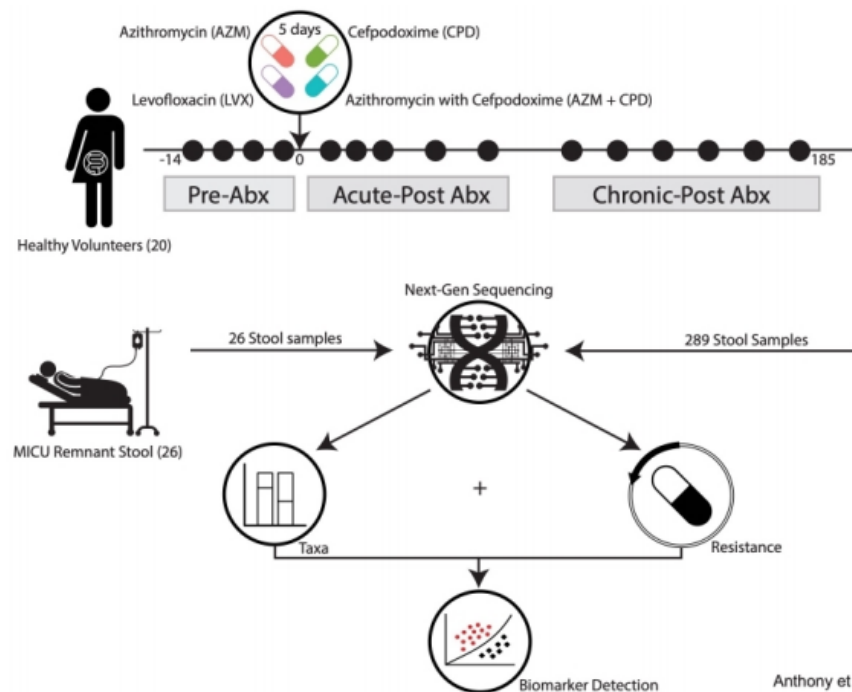 Azithromycin (AZM)
5 days
Cefpodoxime (CPD)
Levofloxacin (LVX)
Azithromycin with Cefpodoxime (AZM + CPD)
-14
0
185
Pre-Abx
Acute-Post Abx
Chronic-Post Abx
Healthy Volunteers (20)
Next-Gen Sequencing
26 Stool samples
289 Stool Samples
MICU Remnant Stool (26)
+
Taxa
Resistance
Biomarker Detection
Anthony et